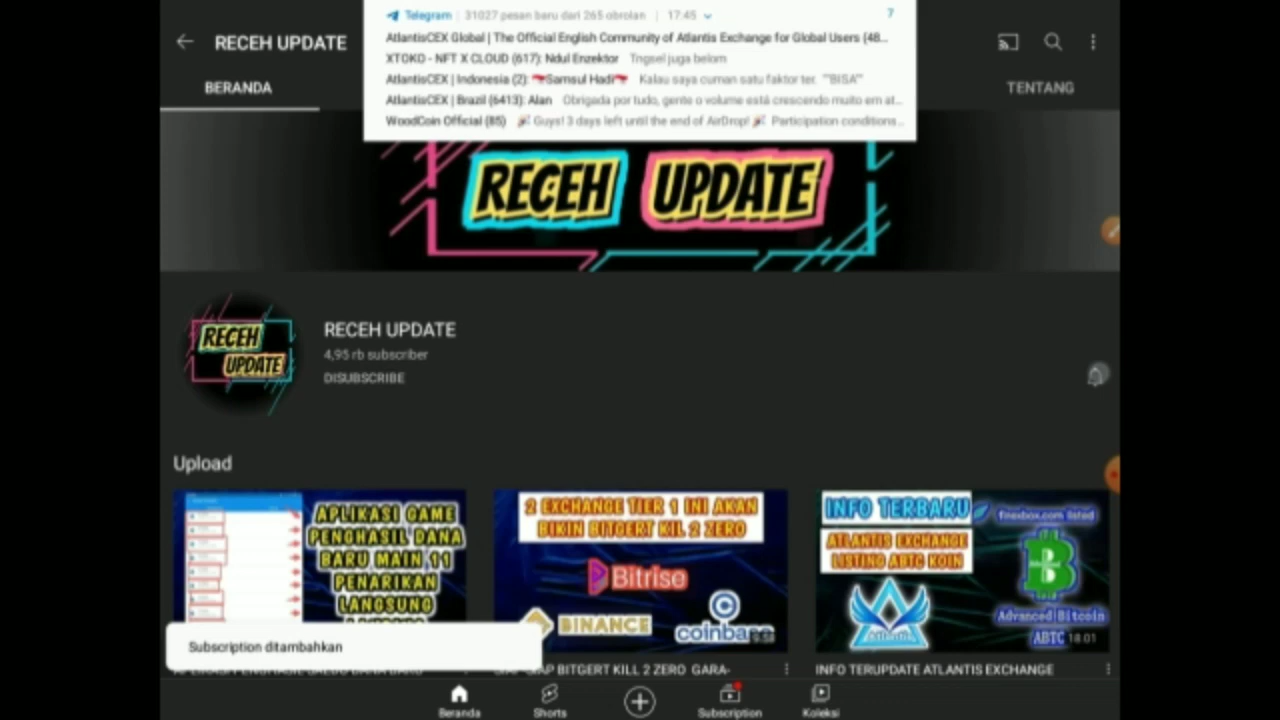 RECEH UPDATE
Telegram | 31027 pesan baru dari 265 obrolan | 17:45
7
AtlantisCEX Global | The Official English Community of Atlantis Exchange for Global Users (48...
XTOKO - NFT X CLOUD (617): Ndul Enzektor Tngsel juga belom
AtlantisCEX | Indonesia (2): Samsul Hadi Kalau saya cuman satu faktor ter. ""BISA""
AtlantisCEX | Brazil (6413): Alan Obrigada por tudo, gente o volume está crescendo muito em at...
WoodCoin Official (85) Guys! 3 days left until the end of AirDrop! Participation conditions...
BERANDA
TENTANG
RECEH UPDATE
RECEH
UPDATE
RECEH UPDATE
4,95 rb subscriber
DISUBSCRIBE
Upload
APLIKASI GAME
PENGHASIL DANA
BARU MAIN 11
PENARIKAN
LANGSUNG
2 EXCHANGE TIER 1 INI AKAN
BIKIN BITGERT KIL 2 ZERO
Bitrise
BINANCE
coinbase
INFO TERBARU
finexbox.com listed
ATLANTIS EXCHANGE
LISTING ABTC KOIN
Atlantis
Advanced Bitcoin
ABTC
18.01
Subscription ditambahkan
BITGERT KILL 2 ZERO GARA-
INFO TERUPDATE ATLANTIS EXCHANGE
Beranda
Shorts
Subscription
Koleksi